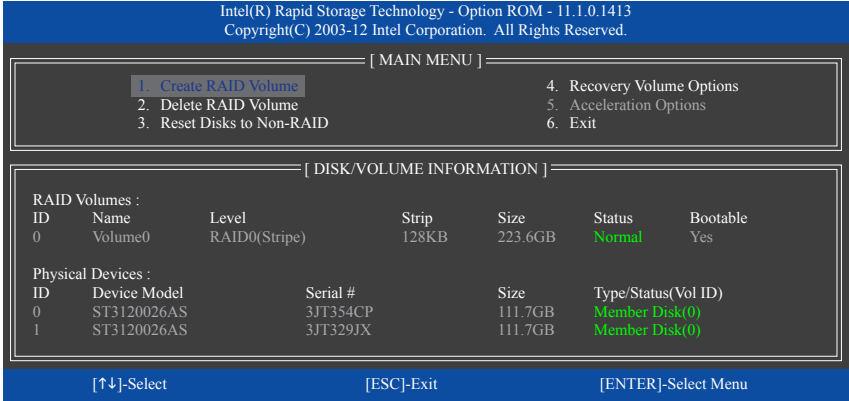 Intel(R) Rapid Storage Technology - Option ROM - 11.1.0.1413
Copyright(C) 2003-12 Intel Corporation. All Rights Reserved.
[ MAIN MENU ]
1. Create RAID Volume
2. Delete RAID Volume
3. Reset Disks to Non-RAID
4. Recovery Volume Options
5. Acceleration Options
6. Exit
[ DISK/VOLUME INFORMATION ]
RAID Volumes :
ID Name Level Strip Size Status Bootable
0 Volume0 RAID0(Stripe) 128KB 223.6GB Normal Yes
Physical Devices :
ID Device Model Serial # Size Type/Status(Vol ID)
0 ST3120026AS 3JT354CP 111.7GB Member Disk(0)
1 ST3120026AS 3JT329JX 111.7GB Member Disk(0)
[↑↓]-Select [ESC]-Exit [ENTER]-Select Menu